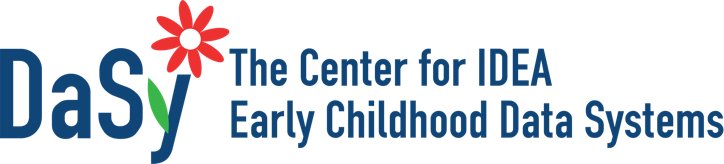 DaSy
The Center for IDEA
Early Childhood Data Systems